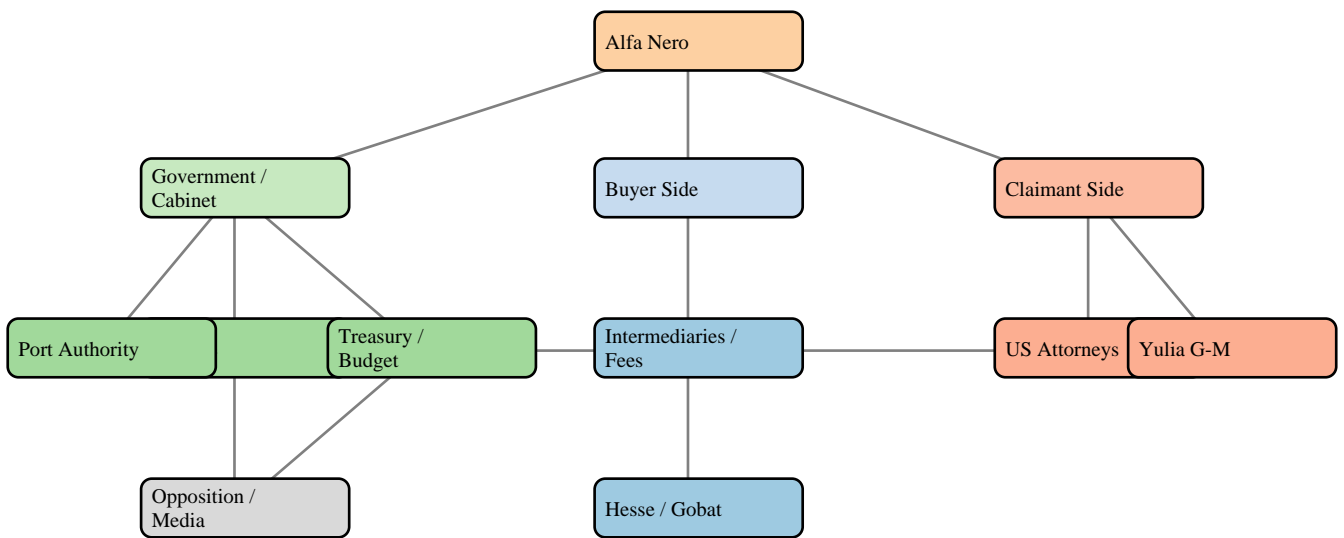 Alfa Nero
Government /
Cabinet
Buyer Side
Claimant Side
Port Authority
Treasury /
Budget
Intermediaries /
Fees
US Attorneys
Yulia G-M
Opposition /
Media
Hesse / Gobat